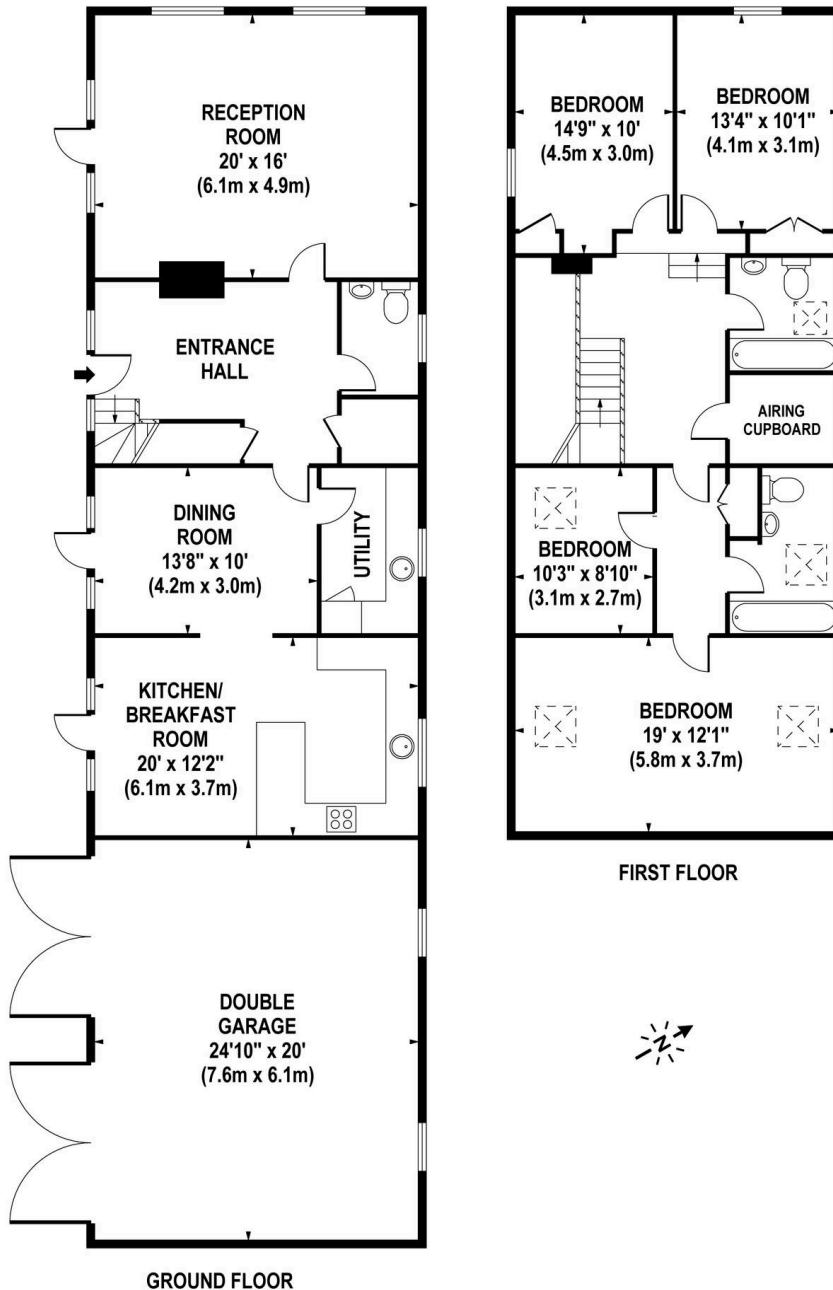 RECEPTION
ROOM
20' x 16'
(6.1m x 4.9m)
ENTRANCE
HALL
DINING
ROOM
13'8" x 10'
(4.2m x 3.0m)
UTILITY
KITCHEN/
BREAKFAST
ROOM
20' x 12'2"
(6.1m x 3.7m)
DOUBLE
GARAGE
24'10" x 20'
(7.6m x 6.1m)
GROUND FLOOR
BEDROOM
14'9" x 10'
(4.5m x 3.0m)
BEDROOM
13'4" x 10'1"
(4.1m x 3.1m)
AIRING
CUPBOARD
BEDROOM
10'3" x 8'10"
(3.1m x 2.7m)
BEDROOM
19' x 12'1"
(5.8m x 3.7m)
FIRST FLOOR
N